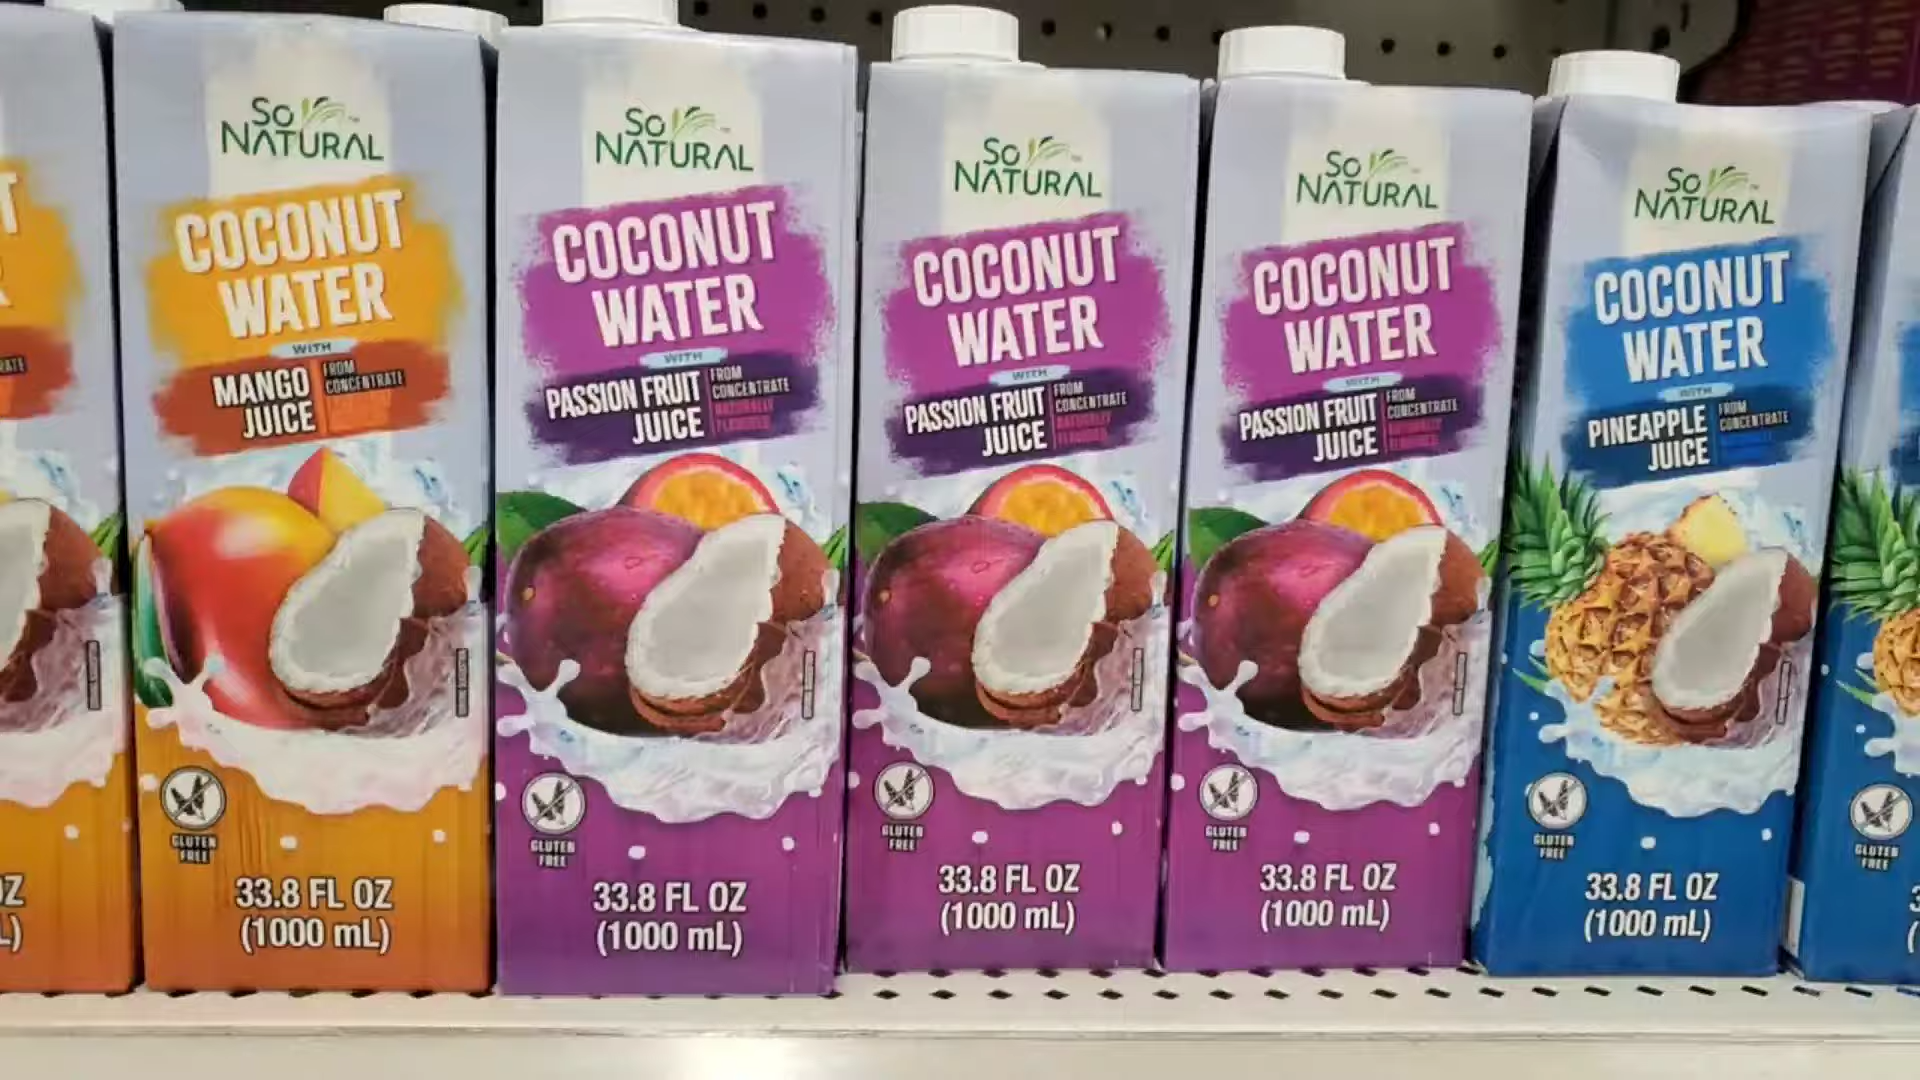 So
NATURAL
COCONUT
WATER
WITH
MANGO
JUICE
FROM
CONCENTRATE
GLUTEN
FREE
33.8 FL OZ
(1000 mL)
So
NATURAL
COCONUT
WATER
WITH
PASSION FRUIT
JUICE
FROM
CONCENTRATE
NATURALLY
FLAVORED
GLUTEN
FREE
33.8 FL OZ
(1000 mL)
So
NATURAL
COCONUT
WATER
WITH
PASSION FRUIT
JUICE
FROM
CONCENTRATE
NATURALLY
FLAVORED
GLUTEN
FREE
33.8 FL OZ
(1000 mL)
So
NATURAL
COCONUT
WATER
WITH
PASSION FRUIT
JUICE
FROM
CONCENTRATE
NATURALLY
FLAVORED
GLUTEN
FREE
33.8 FL OZ
(1000 mL)
So
NATURAL
COCONUT
WATER
WITH
PINEAPPLE
JUICE
FROM
CONCENTRATE
GLUTEN
FREE
33.8 FL OZ
(1000 mL)
GLUTEN
FREE